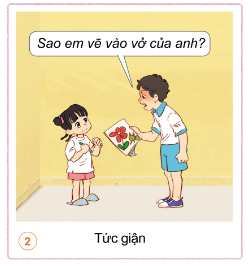 Sao em vẽ vào vở của anh?
2
Tức giận